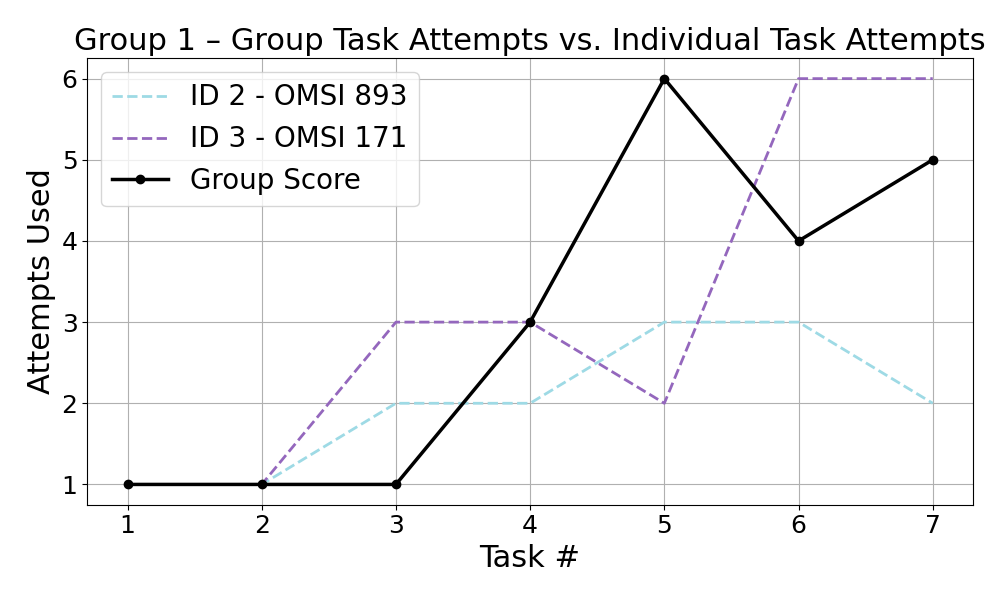 Group 1 – Group Task Attempts vs. Individual Task Attempts
ID 2 - OMSI 893
ID 3 - OMSI 171
Group Score
Attempts Used
6
5
4
3
2
1
1 2 3 4 5 6 7
Task #